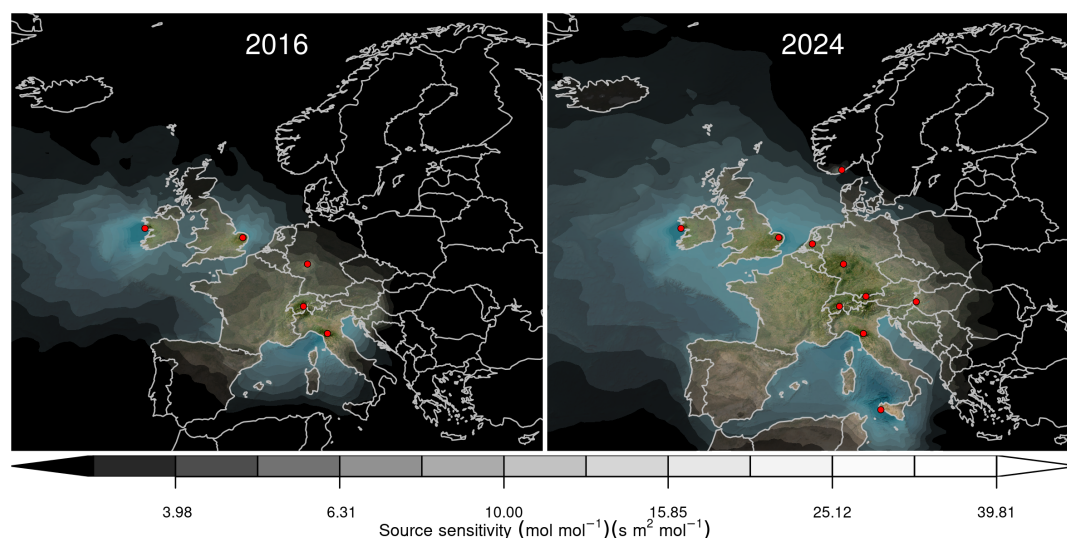 2016
2024
3.98 6.31 10.00 15.85 25.12 39.81
Source sensitivity (mol mol⁻¹)(s m² mol⁻¹)